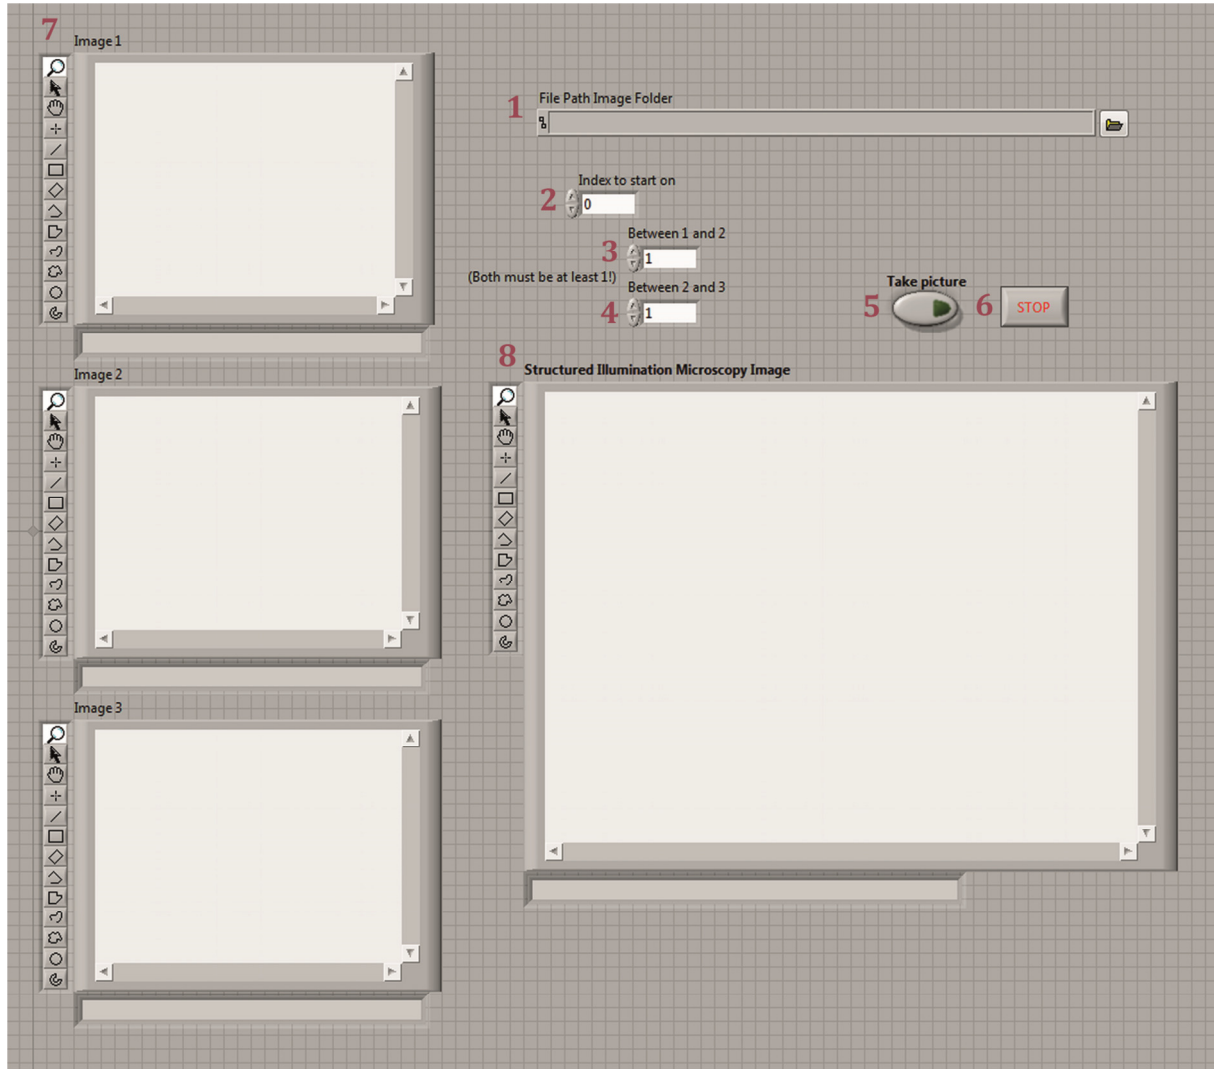 7
Image 1
1
File Path Image Folder
2
Index to start on
0
3
Between 1 and 2
1
(Both must be at least 1!)
4
Between 2 and 3
1
5
Take picture
6
STOP
8
Structured Illumination Microscopy Image
Image 2
Image 3